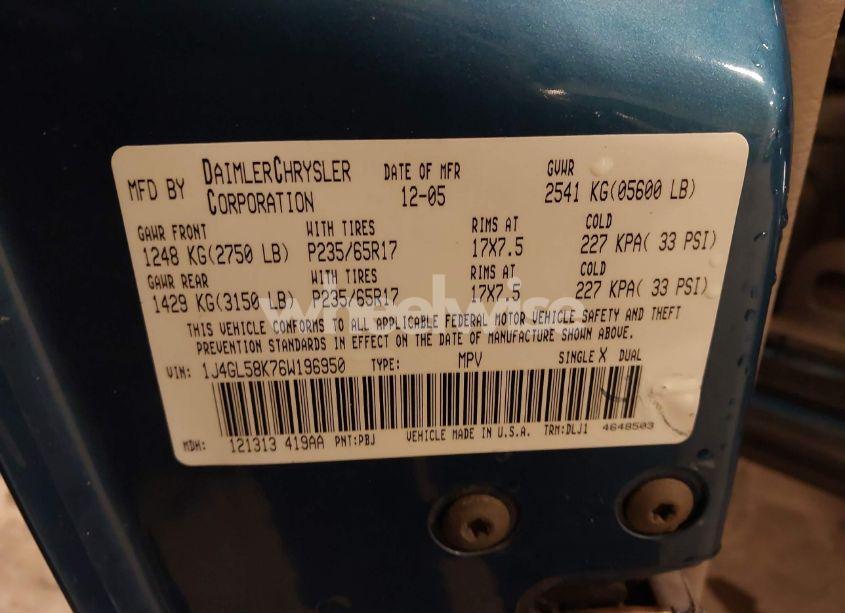 MFD BY DAIMLERCHRYSLER CORPORATION DATE OF MFR 12-05 GVWR 2541 KG(05600 LB)
GAWR FRONT WITH TIRES RIMS AT COLD
1248 KG(2750 LB) P235/65R17 17X7.5 227 KPA( 33 PSI)
GAWR REAR WITH TIRES RIMS AT COLD
1429 KG(3150 LB) P235/65R17 17X7.5 227 KPA( 33 PSI)
wheelwise
THIS VEHICLE CONFORMS TO ALL APPLICABLE FEDERAL MOTOR VEHICLE SAFETY AND THEFT
PREVENTION STANDARDS IN EFFECT ON THE DATE OF MANUFACTURE SHOWN ABOVE.
VIN: 1J4GL58K76W196950 TYPE: MPV SINGLE X DUAL
MDH: 121313 419AA PNT:PBJ VEHICLE MADE IN U.S.A. TRM:DLJ1 4648503